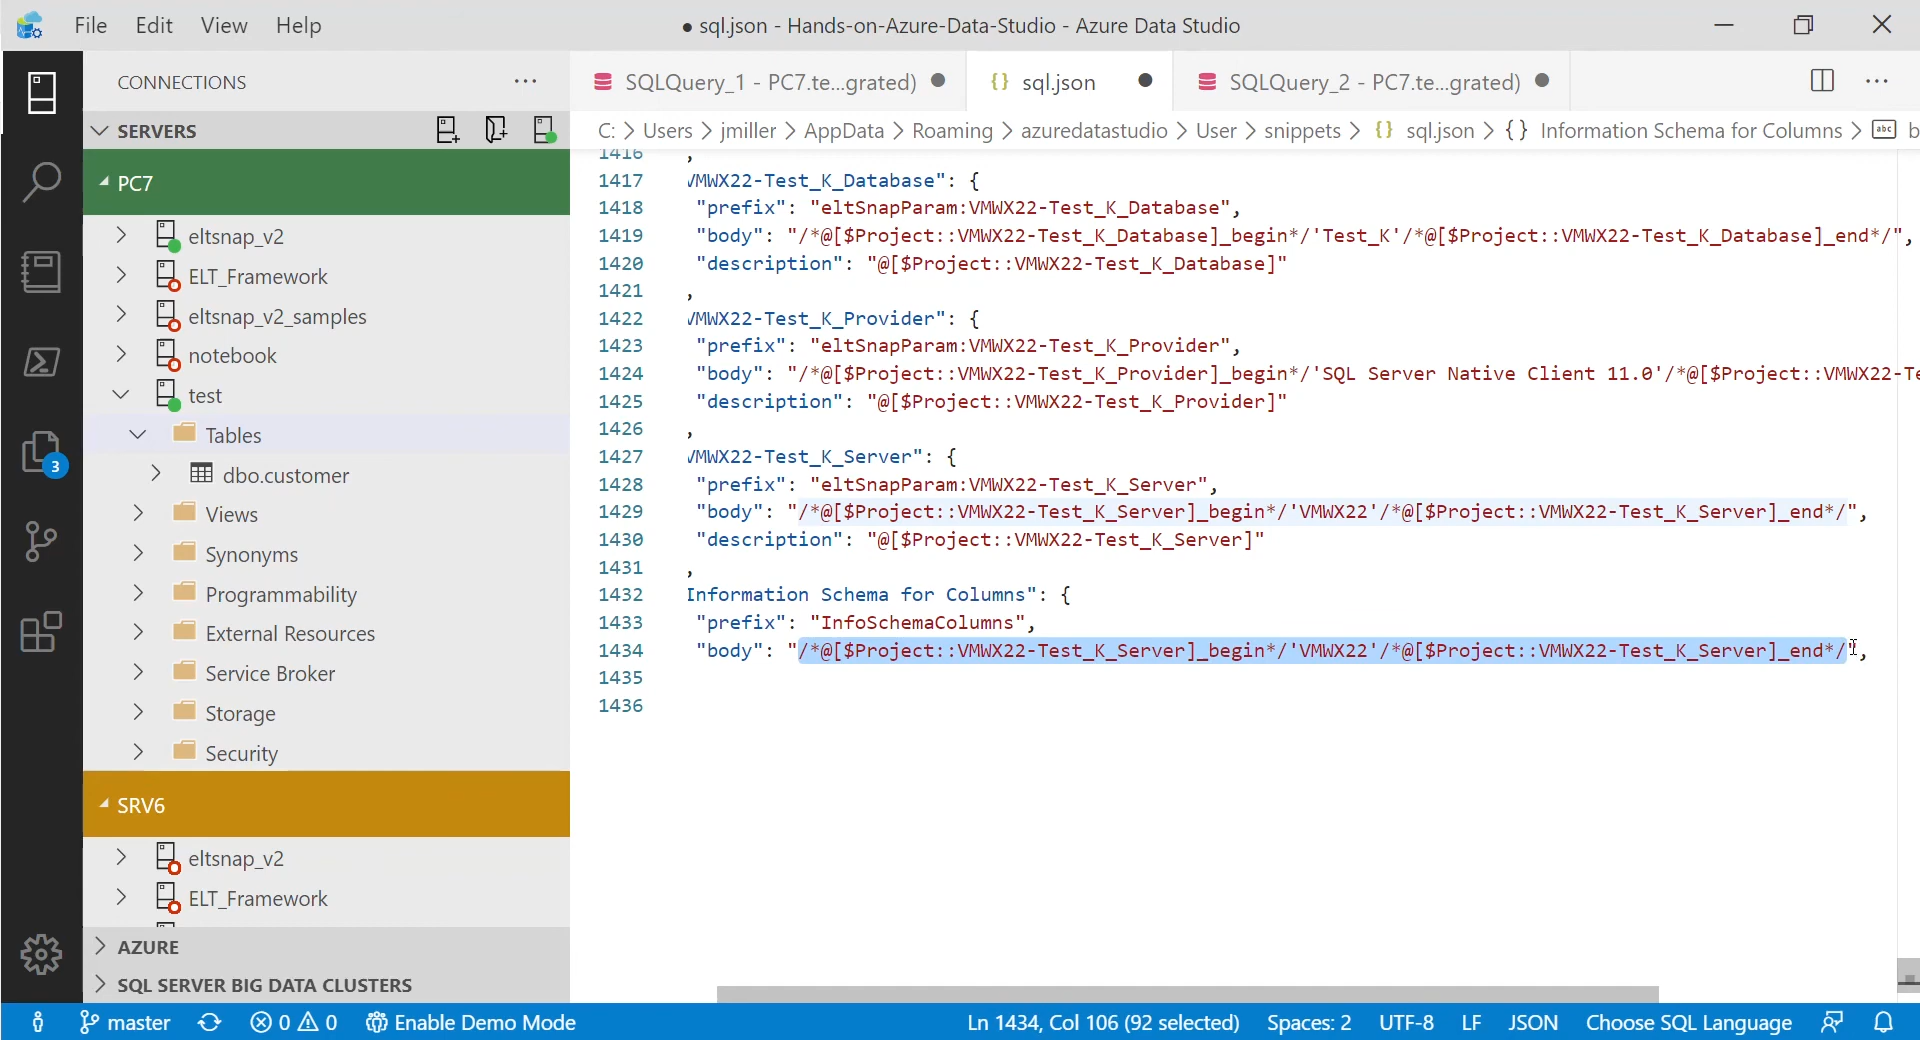 File Edit View Help
● sql.json - Hands-on-Azure-Data-Studio - Azure Data Studio
CONNECTIONS
SQLQuery_1 - PC7.te...grated)
{} sql.json
SQLQuery_2 - PC7.te...grated)
SERVERS
C: > Users > jmiller > AppData > Roaming > azuredatastudio > User > snippets > {} sql.json > {} Information Schema for Columns > abc b
PC7
eltsnap_v2
ELT_Framework
eltsnap_v2_samples
notebook
test
Tables
dbo.customer
Views
Synonyms
Programmability
External Resources
Service Broker
Storage
Security
SRV6
eltsnap_v2
ELT_Framework
AZURE
SQL SERVER BIG DATA CLUSTERS
3
1416 ,
1417 VMWX22-Test_K_Database": {
1418 "prefix": "eltSnapParam:VMWX22-Test_K_Database",
1419 "body": "/*@[$Project::VMWX22-Test_K_Database]_begin*/'Test_K'/*@[$Project::VMWX22-Test_K_Database]_end*/",
1420 "description": "@[$Project::VMWX22-Test_K_Database]"
1421 ,
1422 VMWX22-Test_K_Provider": {
1423 "prefix": "eltSnapParam:VMWX22-Test_K_Provider",
1424 "body": "/*@[$Project::VMWX22-Test_K_Provider]_begin*/'SQL Server Native Client 11.0'/*@[$Project::VMWX22-Te
1425 "description": "@[$Project::VMWX22-Test_K_Provider]"
1426 ,
1427 VMWX22-Test_K_Server": {
1428 "prefix": "eltSnapParam:VMWX22-Test_K_Server",
1429 "body": "/*@[$Project::VMWX22-Test_K_Server]_begin*/'VMWX22'/*@[$Project::VMWX22-Test_K_Server]_end*/",
1430 "description": "@[$Project::VMWX22-Test_K_Server]"
1431 ,
1432 Information Schema for Columns": {
1433 "prefix": "InfoSchemaColumns",
1434 "body": "/*@[$Project::VMWX22-Test_K_Server]_begin*/'VMWX22'/*@[$Project::VMWX22-Test_K_Server]_end*/",
1435
1436
master 0 0 Enable Demo Mode
Ln 1434, Col 106 (92 selected) Spaces: 2 UTF-8 LF JSON Choose SQL Language